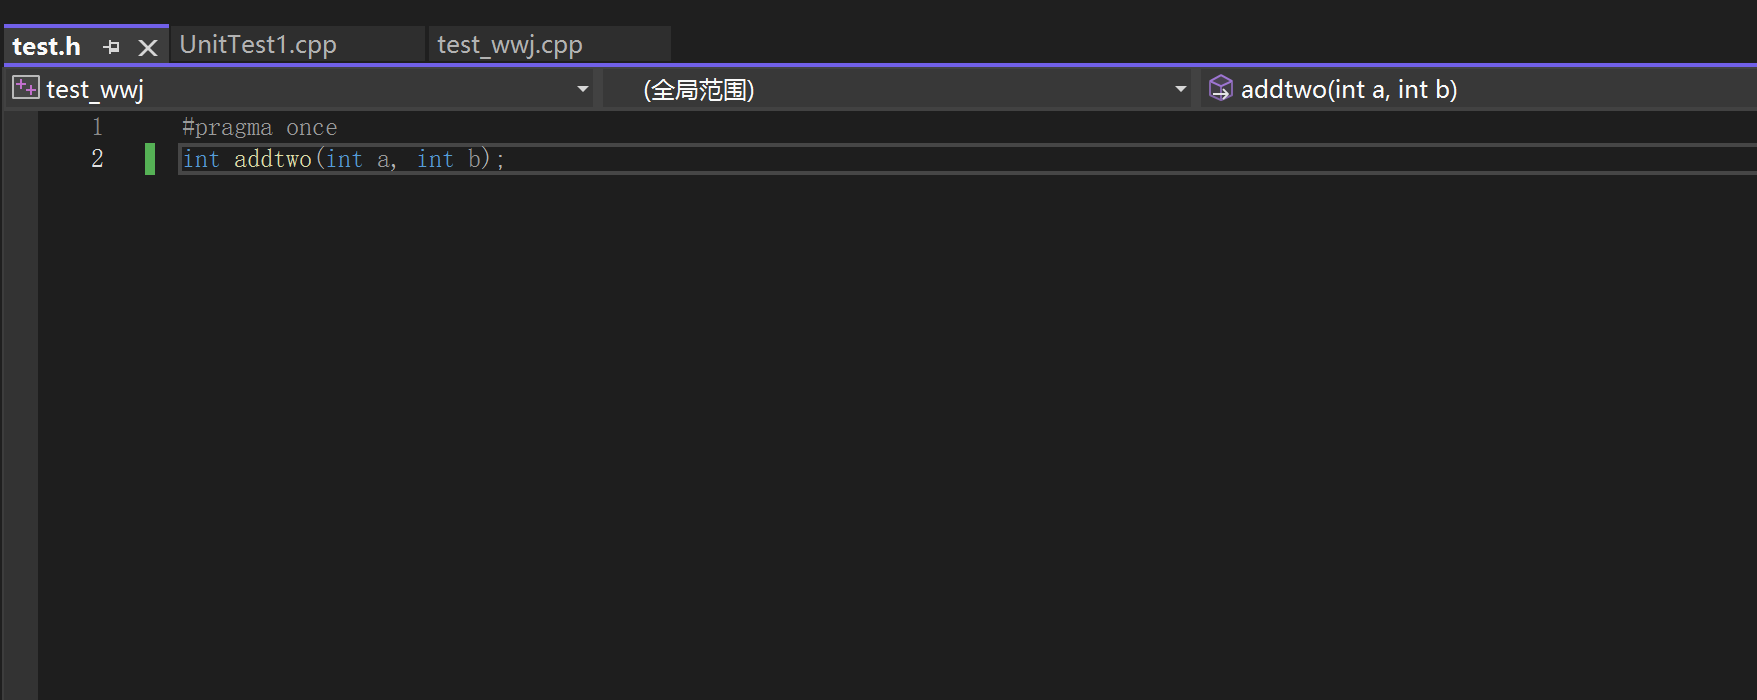 test.h UnitTest1.cpp test_wwj.cpp
test_wwj (全局范围) addtwo(int a, int b)
1 #pragma once
2 int addtwo(int a, int b);